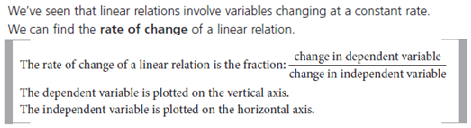 We've seen that linear relations involve variables changing at a constant rate.
We can find the rate of change of a linear relation.
The rate of change of a linear relation is the fraction: change in dependent variable
change in independent variable
The dependent variable is plotted on the vertical axis.
The independent variable is plotted on the horizontal axis.